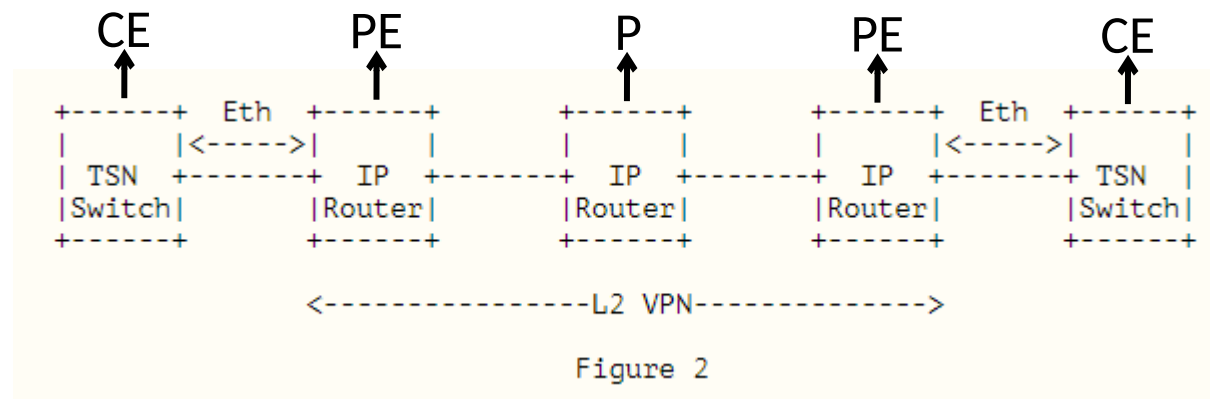 CE PE P PE CE
+------+  Eth  +------+       +------+       +------+  Eth  +------+
|      |<----->|      |       |      |       |      |<----->|      |
| TSN  +-------+  IP  +-------+  IP  +-------+  IP  +-------+ TSN  |
|Switch|       |Router|       |Router|       |Router|       |Switch|
+------+       +------+       +------+       +------+       +------+
<----------------L2 VPN-------------->
Figure 2